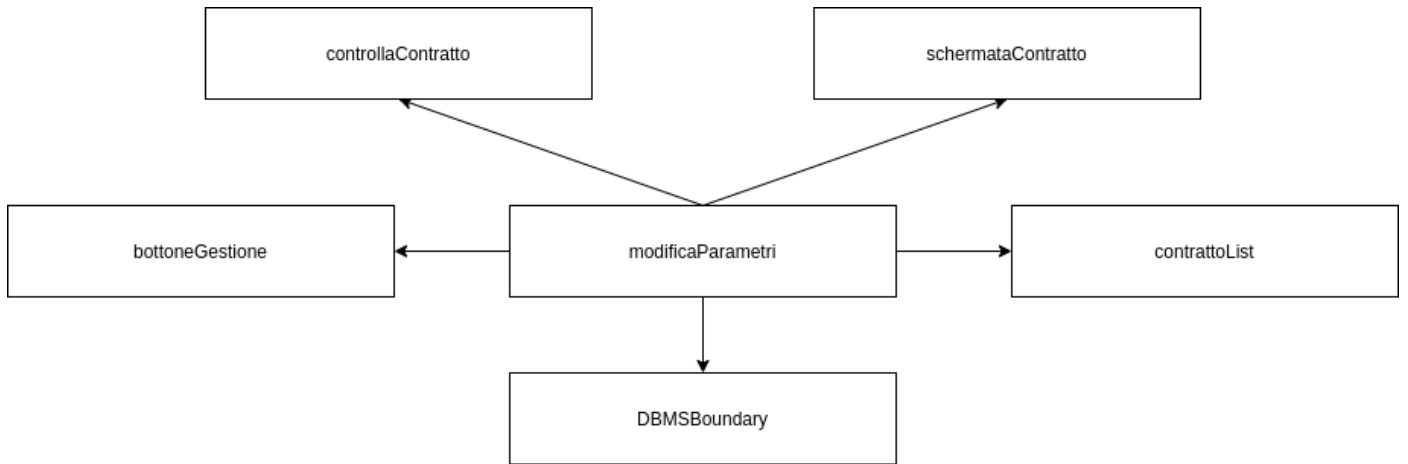 controllaContratto
schermataContratto
bottoneGestione
modificaParametri
contrattoList
DBMSBoundary